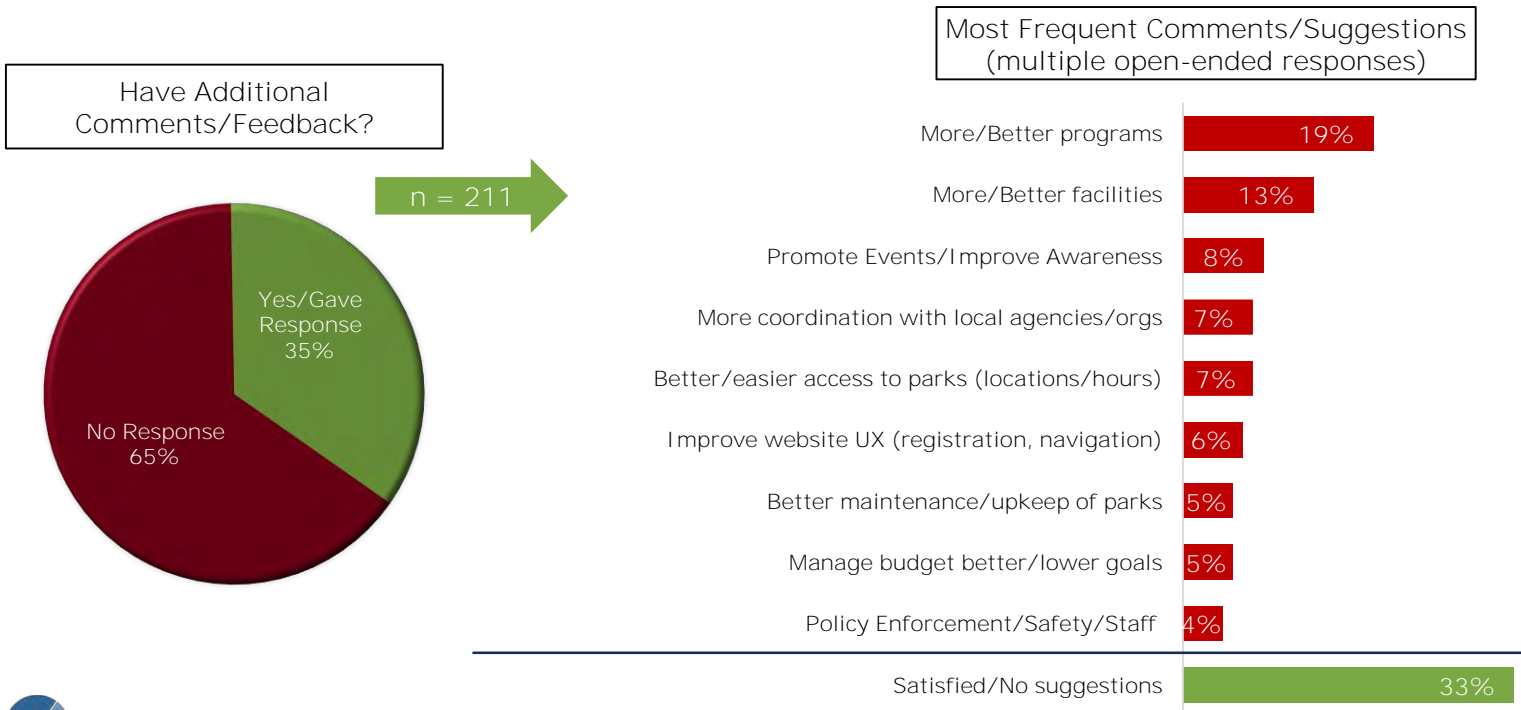 Have Additional
Comments/Feedback?
n = 211
Yes/Gave
Response
35%
No Response
65%
Most Frequent Comments/Suggestions
(multiple open-ended responses)
More/Better programs 19%
More/Better facilities 13%
Promote Events/Improve Awareness 8%
More coordination with local agencies/orgs 7%
Better/easier access to parks (locations/hours) 7%
Improve website UX (registration, navigation) 6%
Better maintenance/upkeep of parks 5%
Manage budget better/lower goals 5%
Policy Enforcement/Safety/Staff 4%
Satisfied/No suggestions 33%